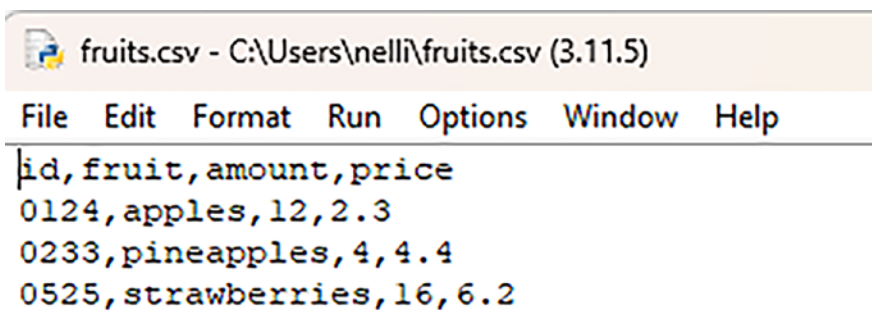 fruits.csv - C:\Users\nelli\fruits.csv (3.11.5)
File Edit Format Run Options Window Help
id,fruit,amount,price
0124,apples,12,2.3
0233,pineapples,4,4.4
0525,strawberries,16,6.2